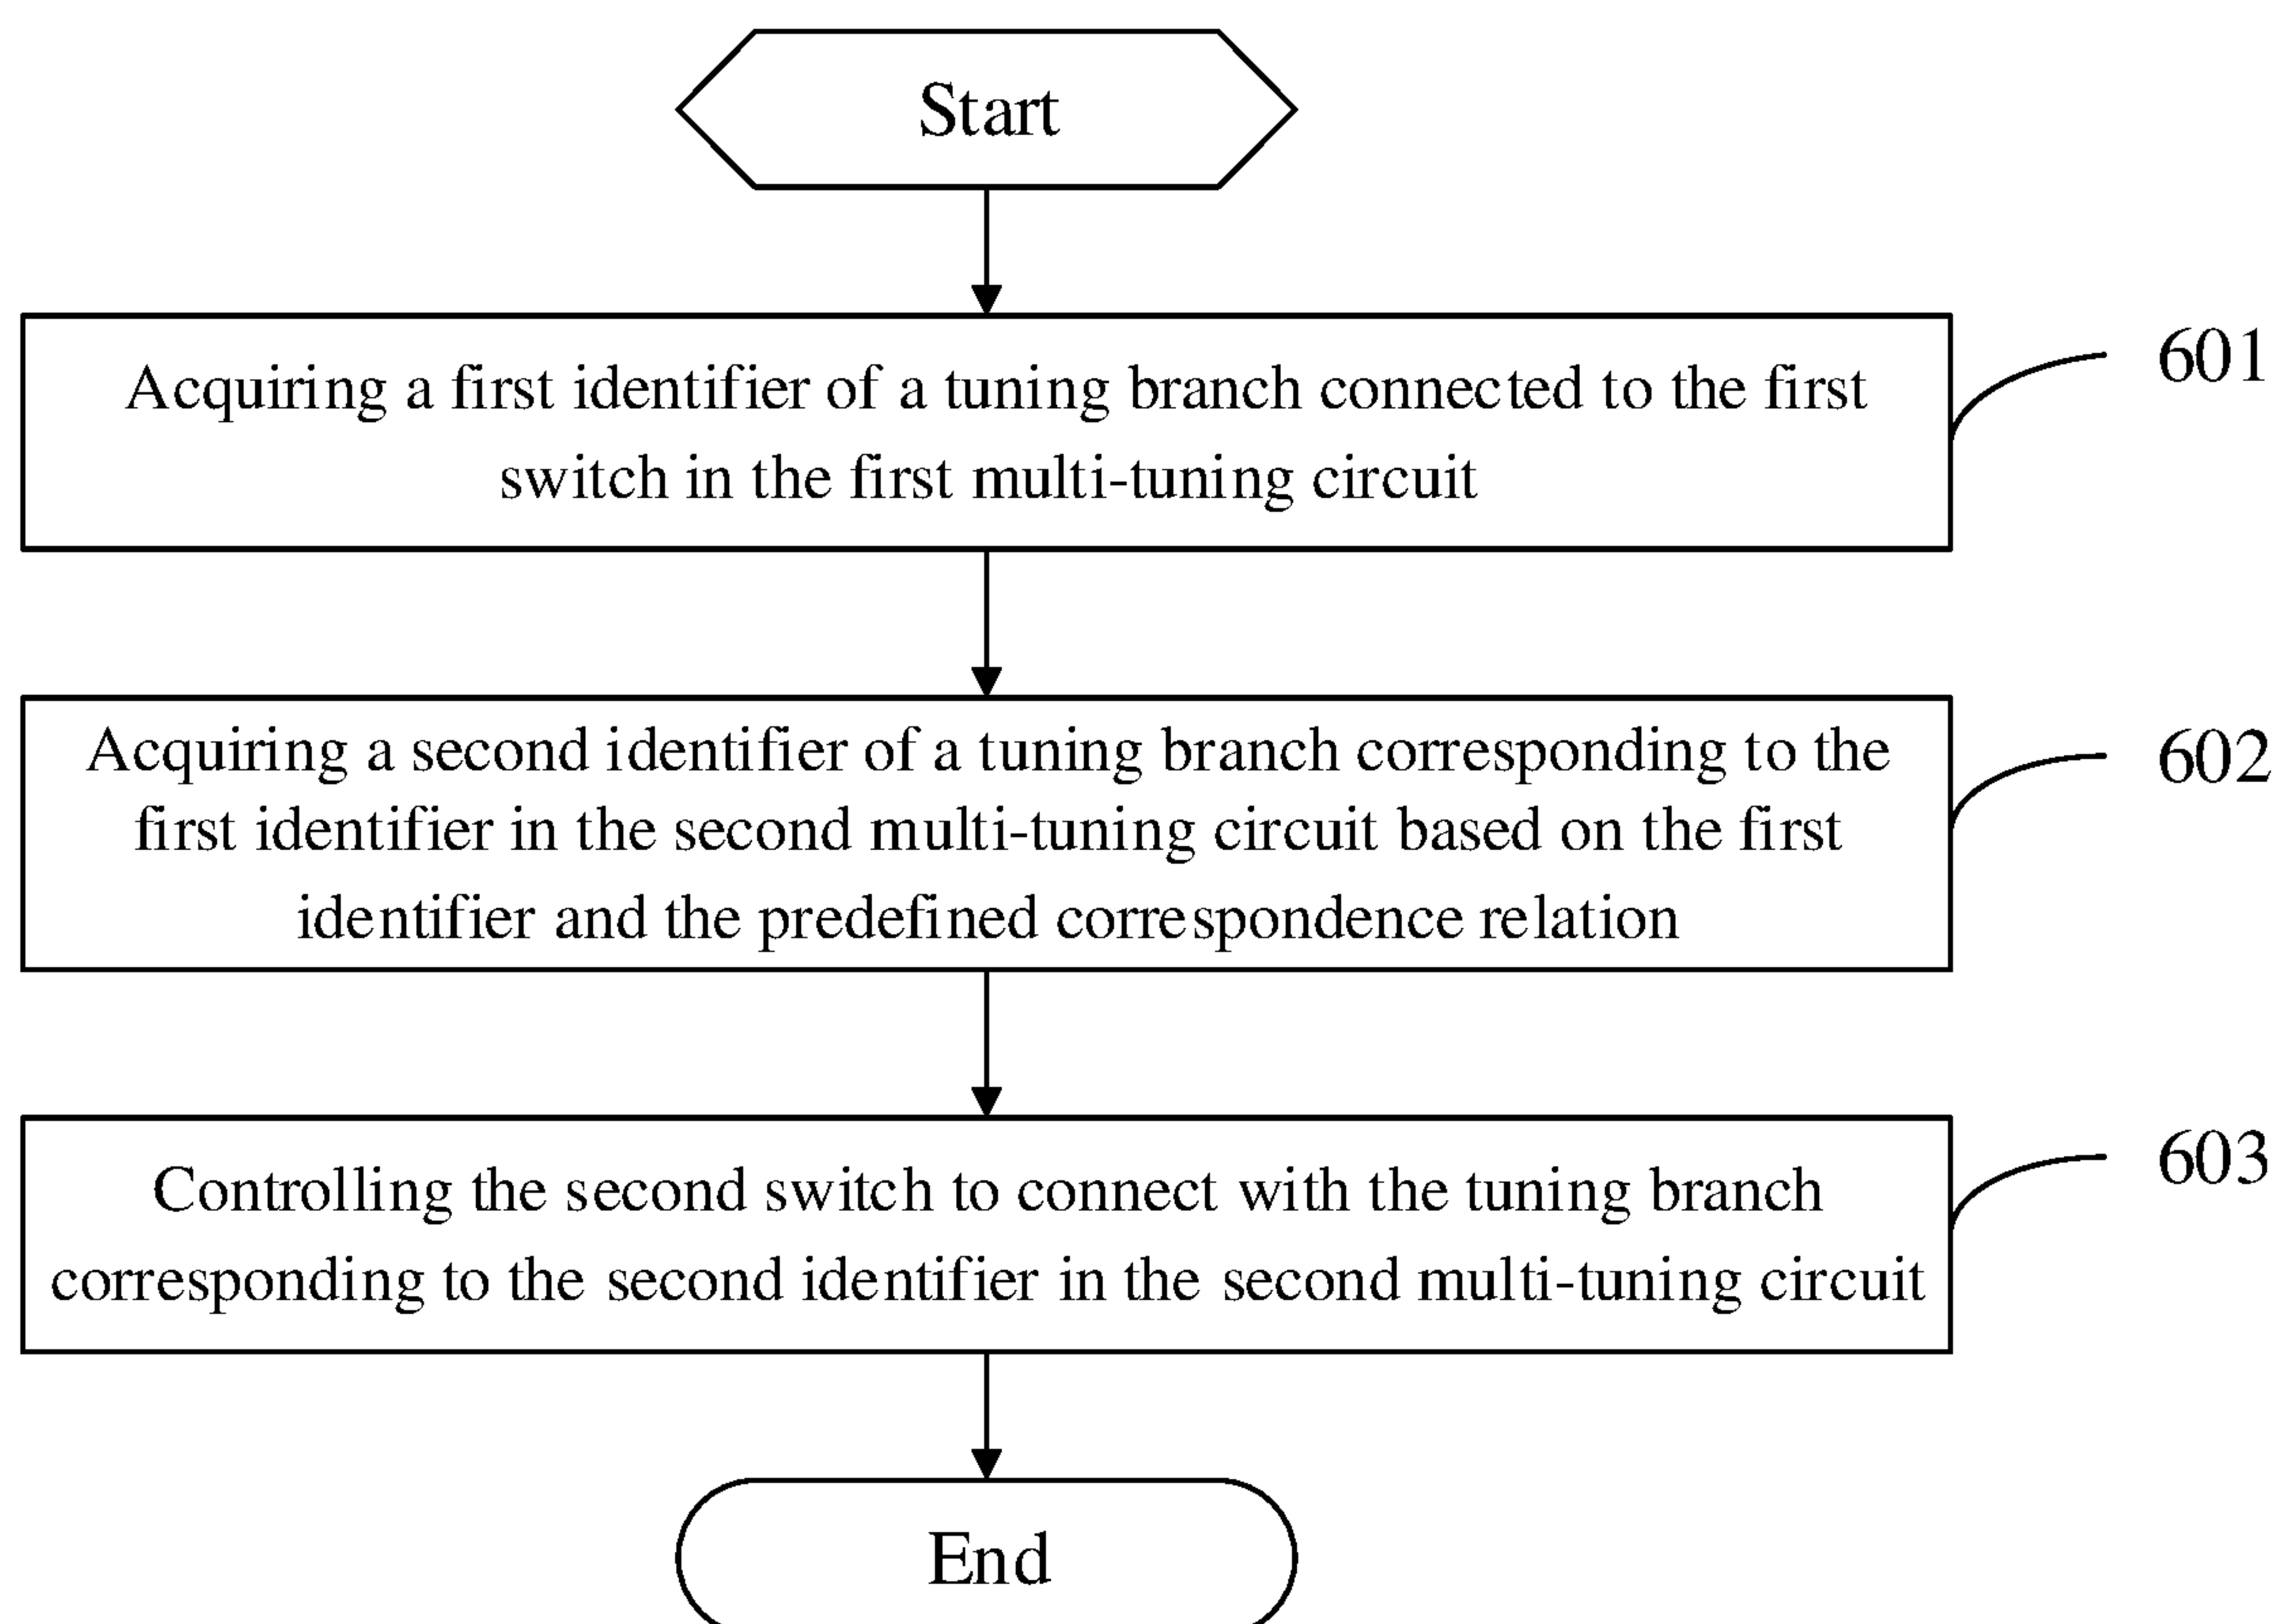 Start
Acquiring a first identifier of a tuning branch connected to the first
switch in the first multi-tuning circuit
601
Acquiring a second identifier of a tuning branch corresponding to the
first identifier in the second multi-tuning circuit based on the first
identifier and the predefined correspondence relation
602
Controlling the second switch to connect with the tuning branch
corresponding to the second identifier in the second multi-tuning circuit
603
End